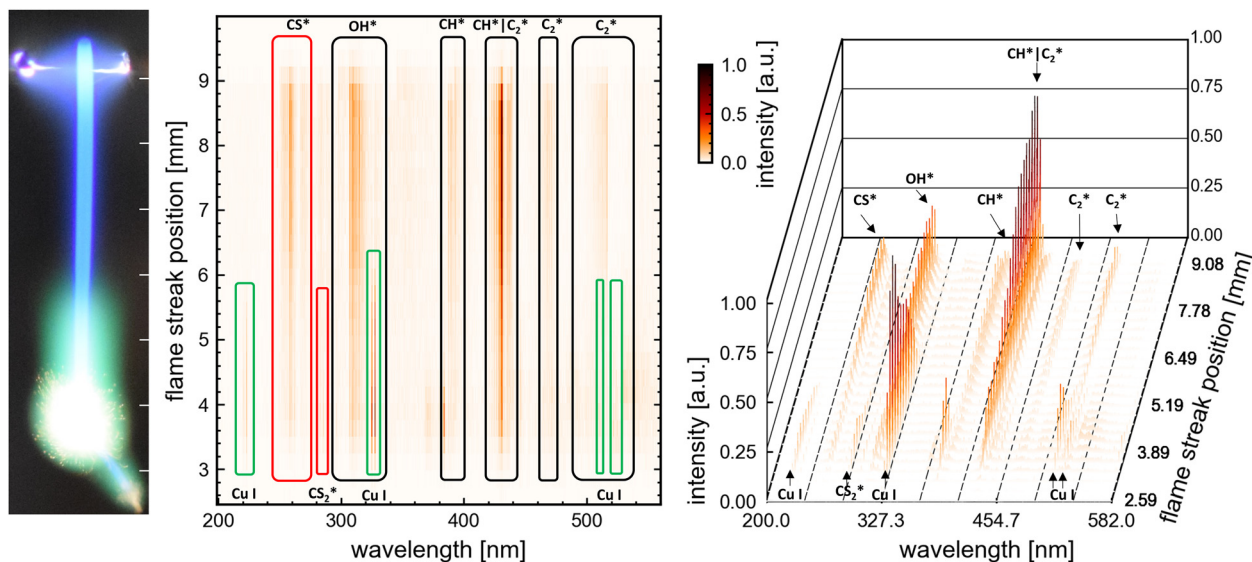 CS*
OH*
CH*
CH*|C₂*
C₂*
C₂*
flame streak position [mm]
9
8
7
6
5
4
3
Cu I
CS₂*
Cu I
Cu I
200
300
400
500
wavelength [nm]
1.0
0.5
0.0
intensity [a.u.]
1.00
0.75
0.50
0.25
0.00
CH*|C₂*
OH*
CS*
CH*
C₂*
C₂*
1.00
0.75
0.50
0.25
0.00
intensity [a.u.]
9.08
7.78
6.49
5.19
3.89
2.59
flame streak position [mm]
Cu I
CS₂*
Cu I
Cu I
200.0
327.3
454.7
582.0
wavelength [nm]